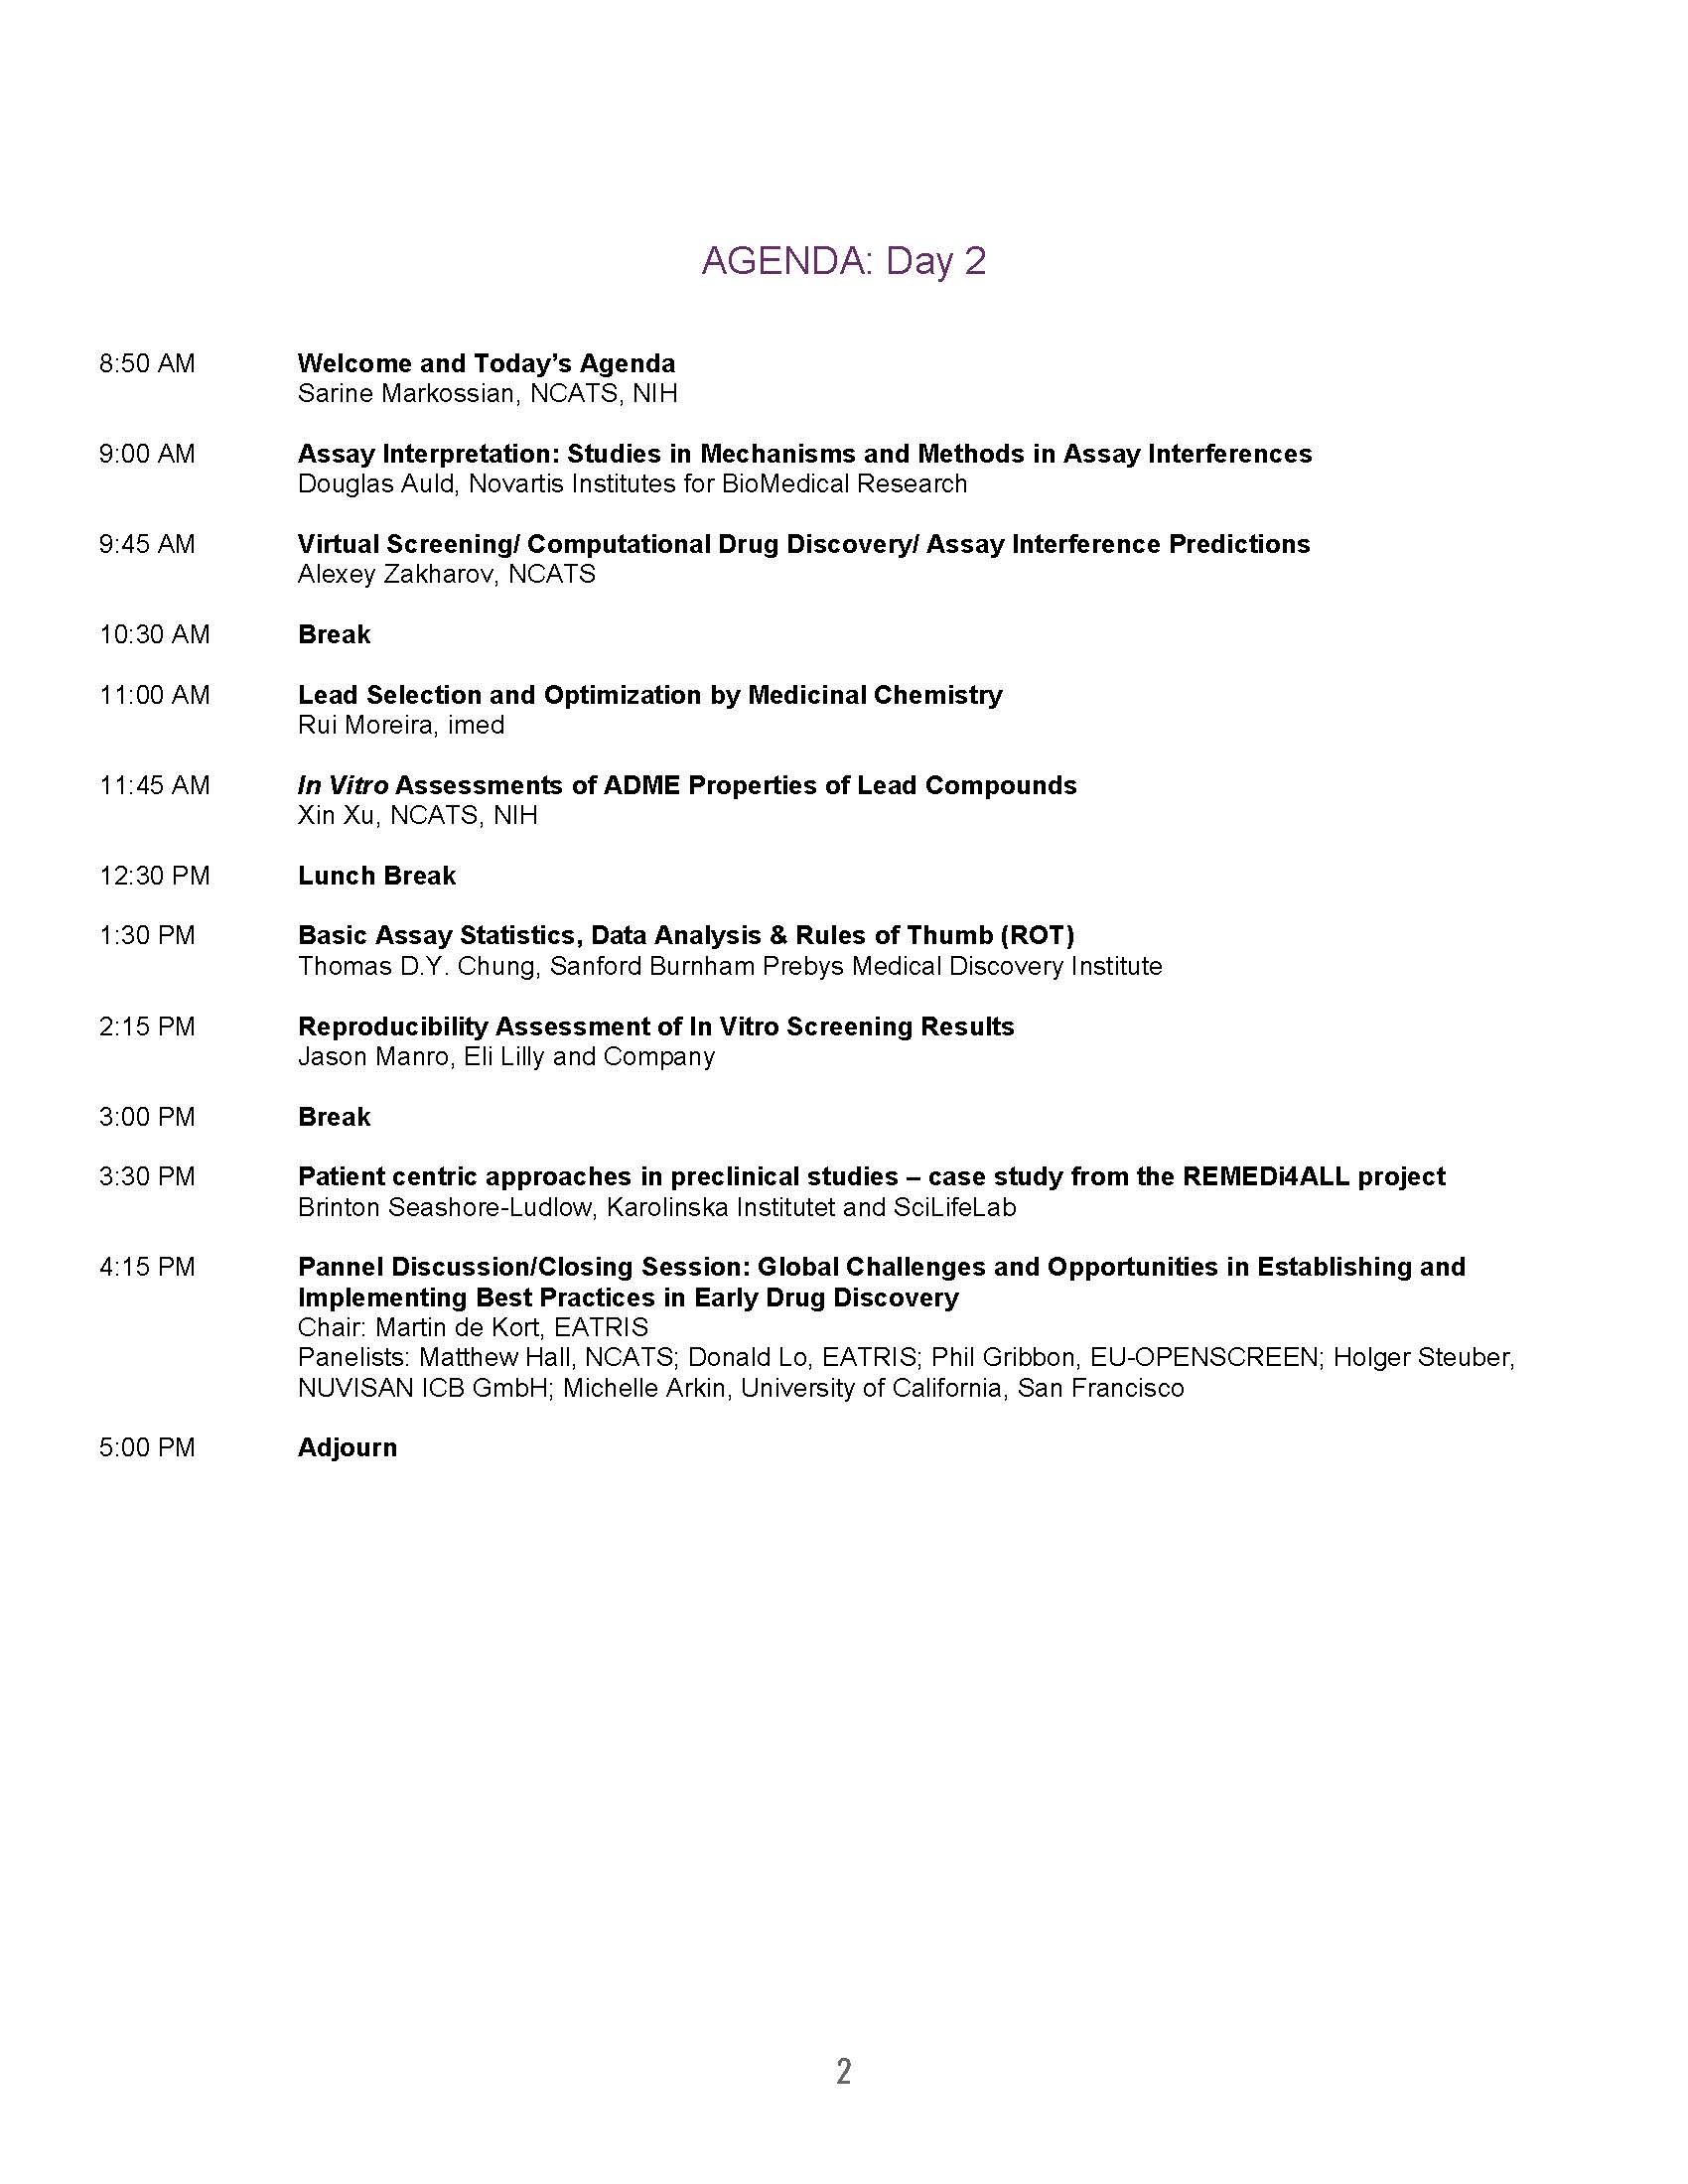 AGENDA: Day 2
8:50 AM Welcome and Today’s Agenda
Sarine Markossian, NCATS, NIH
9:00 AM Assay Interpretation: Studies in Mechanisms and Methods in Assay Interferences
Douglas Auld, Novartis Institutes for BioMedical Research
9:45 AM Virtual Screening/ Computational Drug Discovery/ Assay Interference Predictions
Alexey Zakharov, NCATS
10:30 AM Break
11:00 AM Lead Selection and Optimization by Medicinal Chemistry
Rui Moreira, imed
11:45 AM In Vitro Assessments of ADME Properties of Lead Compounds
Xin Xu, NCATS, NIH
12:30 PM Lunch Break
1:30 PM Basic Assay Statistics, Data Analysis & Rules of Thumb (ROT)
Thomas D.Y. Chung, Sanford Burnham Prebys Medical Discovery Institute
2:15 PM Reproducibility Assessment of In Vitro Screening Results
Jason Manro, Eli Lilly and Company
3:00 PM Break
3:30 PM Patient centric approaches in preclinical studies – case study from the REMEDi4ALL project
Brinton Seashore-Ludlow, Karolinska Institutet and SciLifeLab
4:15 PM Pannel Discussion/Closing Session: Global Challenges and Opportunities in Establishing and
Implementing Best Practices in Early Drug Discovery
Chair: Martin de Kort, EATRIS
Panelists: Matthew Hall, NCATS; Donald Lo, EATRIS; Phil Gribbon, EU-OPENSCREEN; Holger Steuber,
NUVISAN ICB GmbH; Michelle Arkin, University of California, San Francisco
5:00 PM Adjourn
2